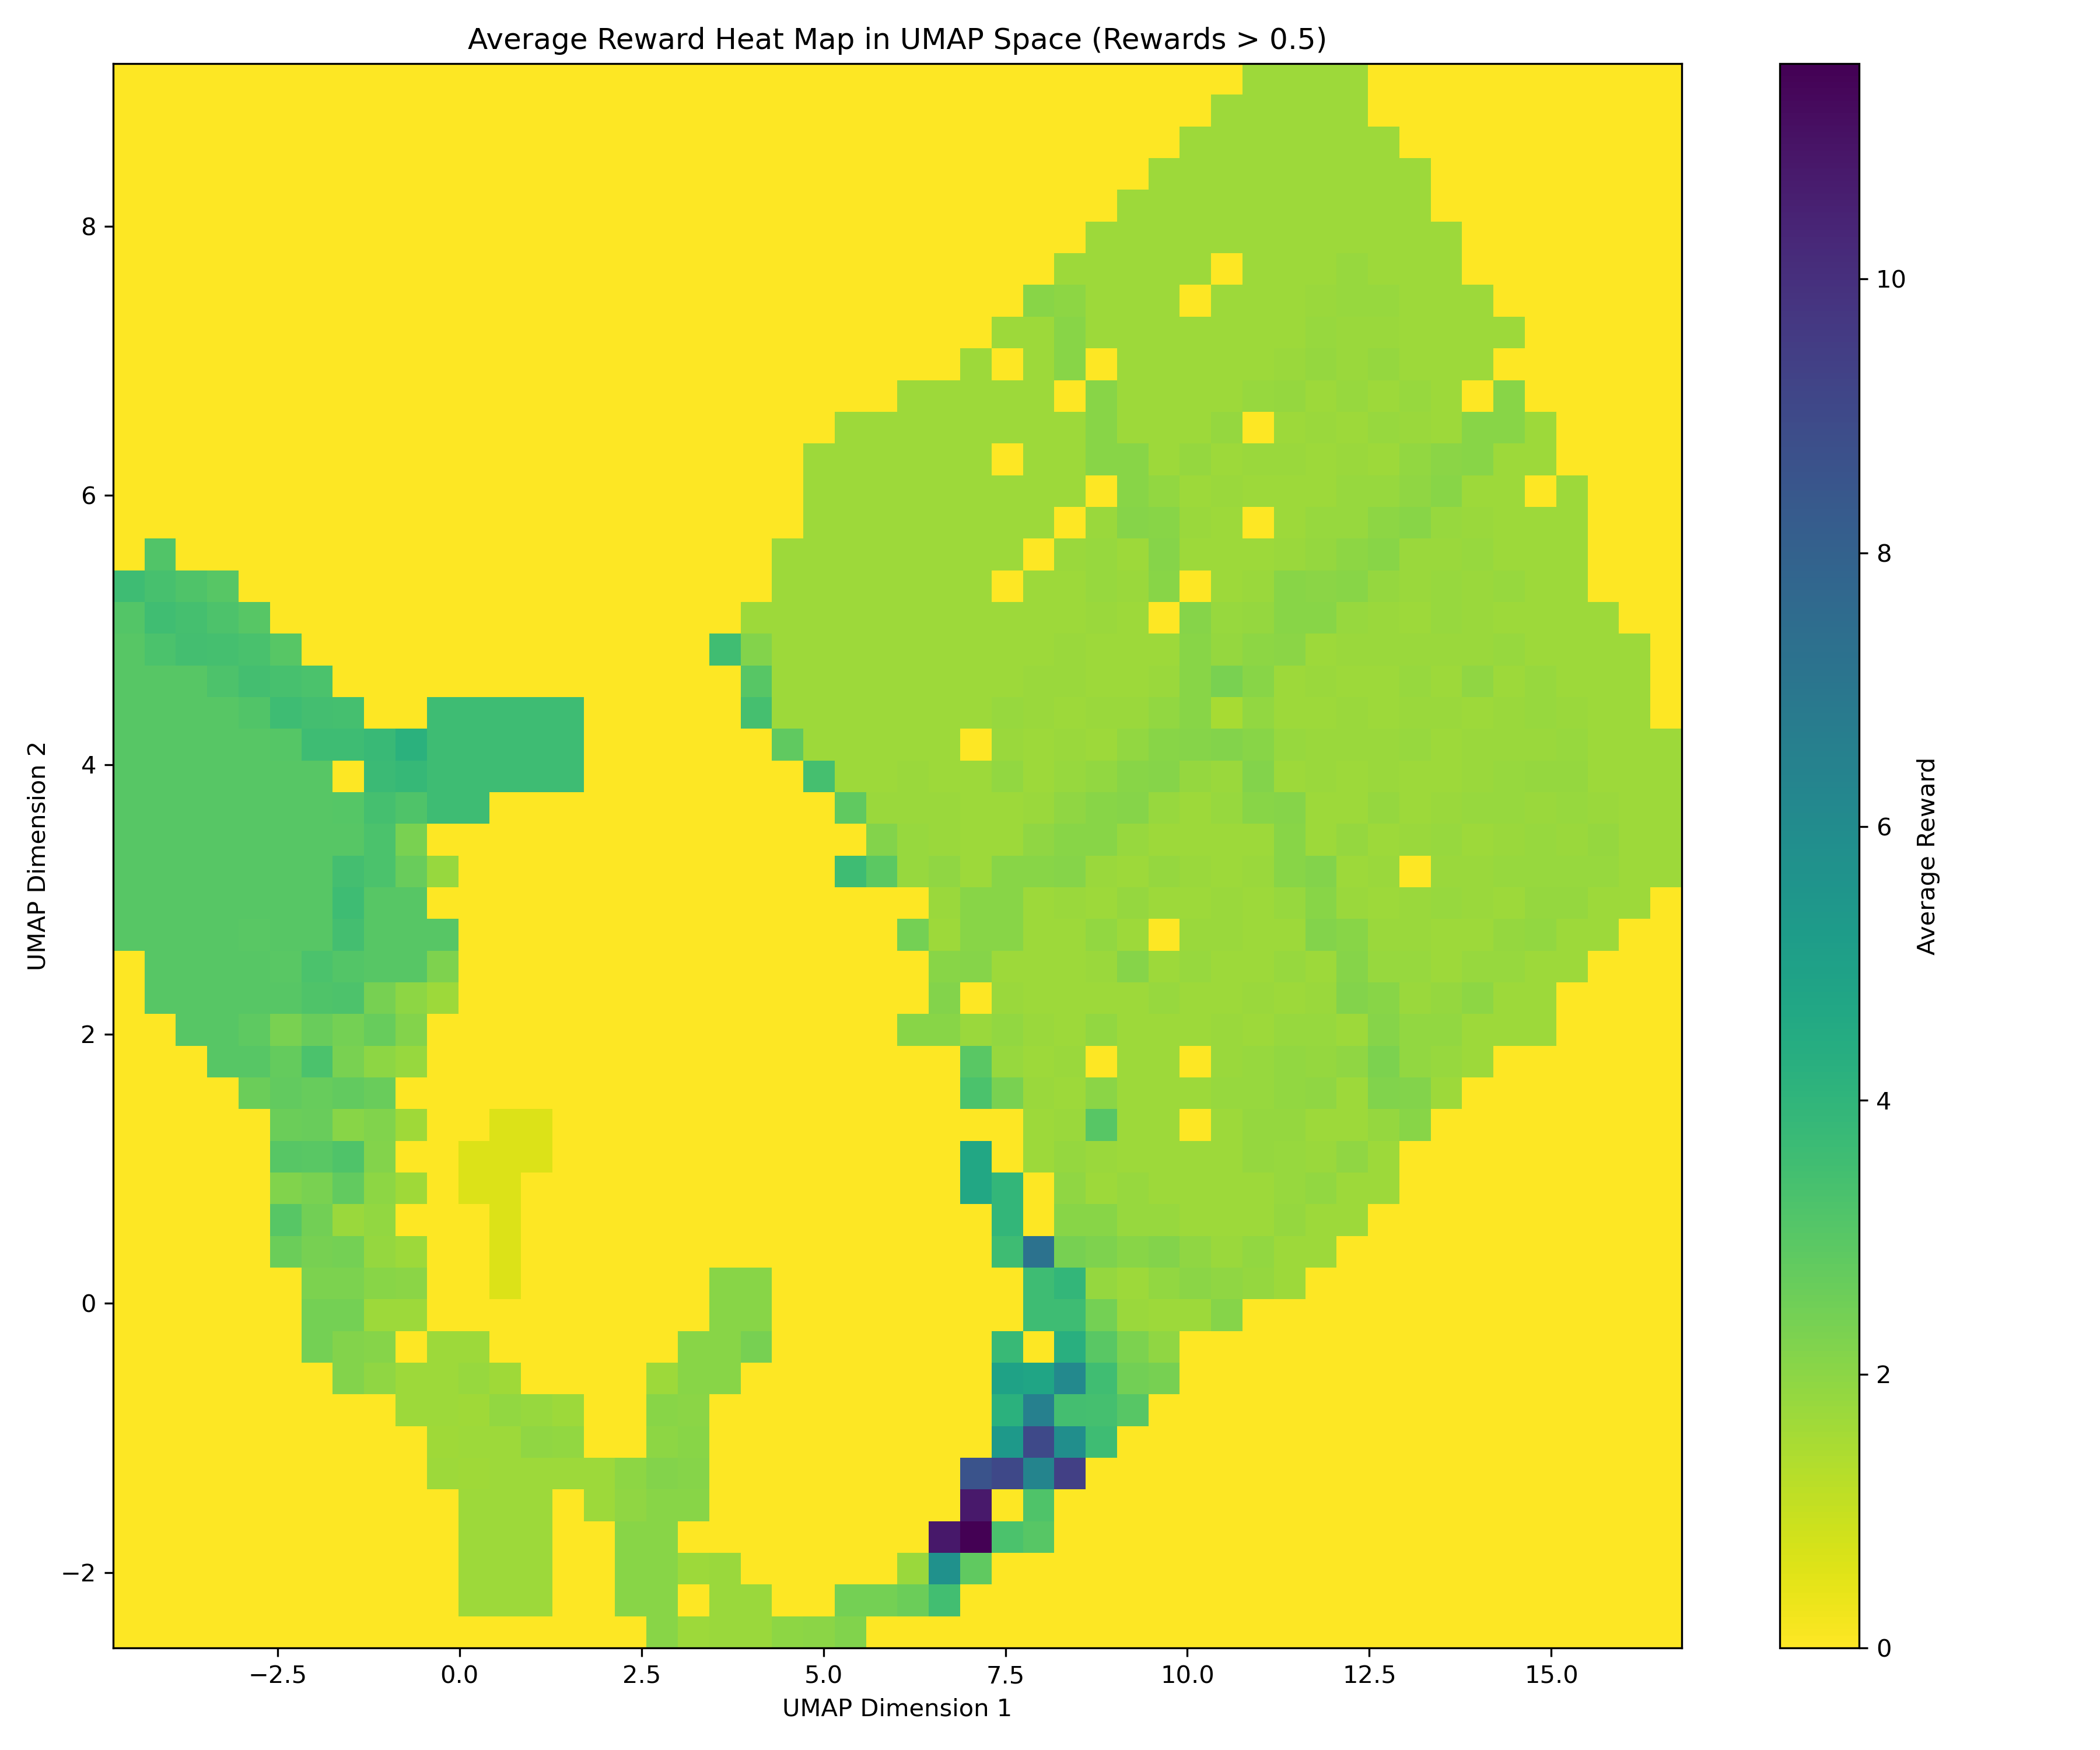 Average Reward Heat Map in UMAP Space (Rewards > 0.5)
UMAP Dimension 2
8
6
4
2
0
−2
−2.5 0.0 2.5 5.0 7.5 10.0 12.5 15.0
UMAP Dimension 1
10
8
6
4
2
0
Average Reward